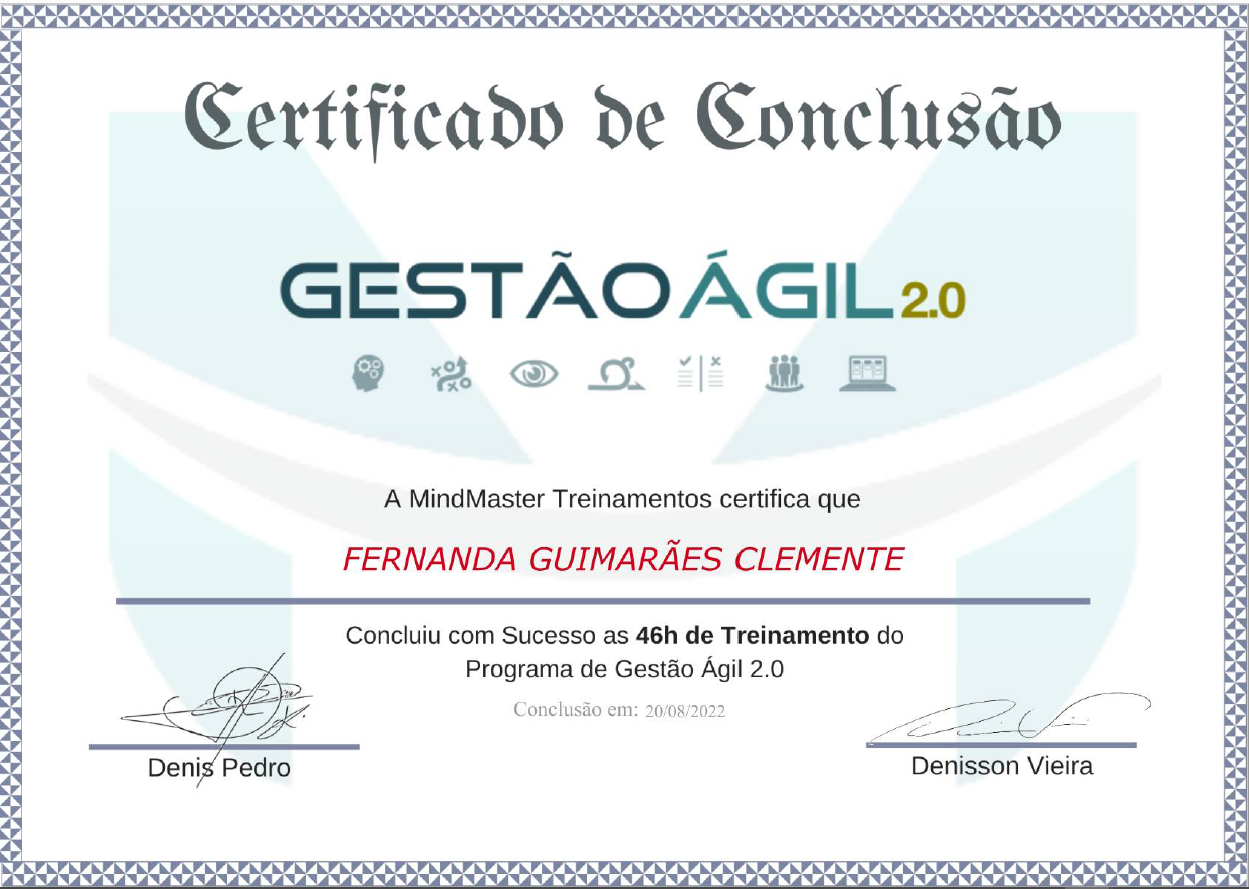 Certificado de Conclusão
GESTÃO ÁGIL 2.0
A MindMaster Treinamentos certifica que
FERNANDA GUIMARÃES CLEMENTE
Concluiu com Sucesso as 46h de Treinamento do
Programa de Gestão Ágil 2.0
Conclusão em: 20/08/2022
Denis Pedro
Denisson Vieira